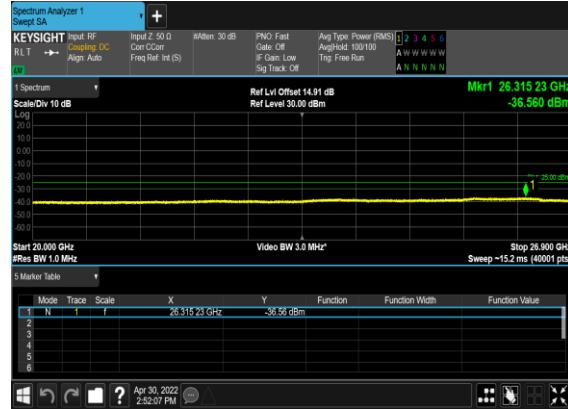 Spectrum Analyzer 1
Swept SA
+
KEYSIGHT Input: RF Input Z: 50 Ω #Atten: 30 dB PNO: Fast Avg Type: Power (RMS) 1 2 3 4 5 6
R L T Coupling: DC Corr CCorr Gate: Off Avg|Hold: 100/100 A W W W W W
Align: Auto Freq Ref: Int (S) IF Gain: Low Trig: Free Run
Sig Track: Off A N N N N N
LM
1 Spectrum Ref Lvl Offset 14.91 dB Mkr1 26.315 23 GHz
Scale/Div 10 dB Ref Level 30.00 dBm -36.560 dBm
Log
20.0
10.0
0.00
-10.0
-20.0
-25.00 dBm
1
-30.0
-40.0
-50.0
-60.0
Start 20.000 GHz Video BW 3.0 MHz* Stop 26.900 GHz
#Res BW 1.0 MHz Sweep ~15.2 ms (40001 pts)
5 Marker Table
Mode Trace Scale X Y Function Function Width Function Value
1 N 1 f 26.315 23 GHz -36.56 dBm
2
3
4
5
6
? Apr 30, 2022
2:52:07 PM